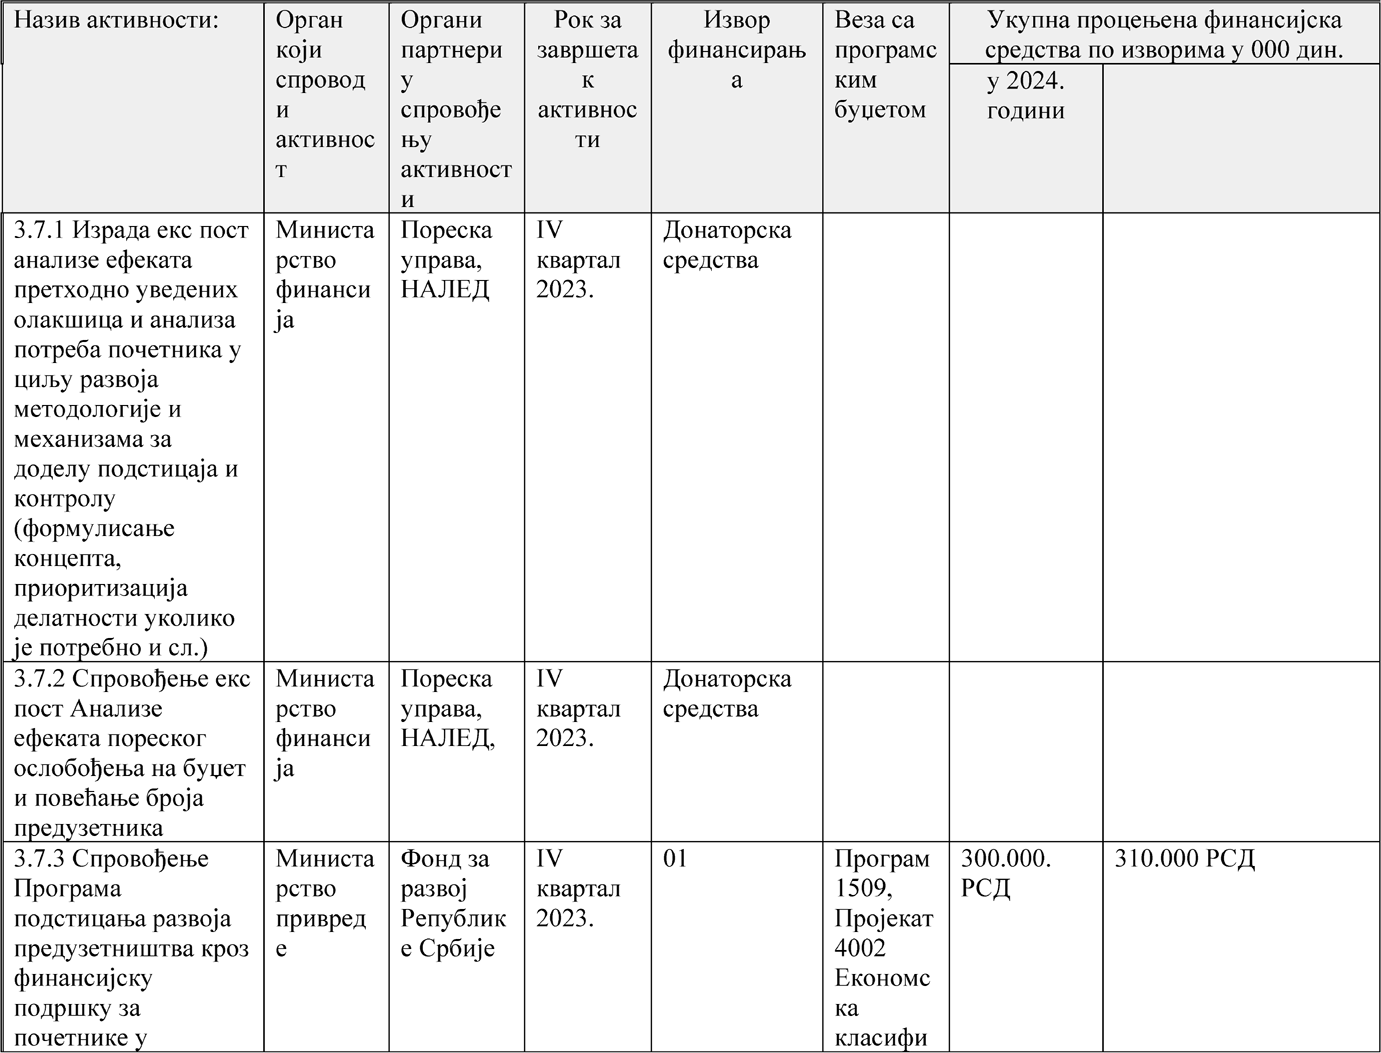 Назив активности:
Орган
који
спровод
и
активнос
т
Органи
партнери
у
спровође
њу
активност
и
Рок за
завршета
к
активнос
ти
Извор
финансирањ
а
Веза са
програмс
ким
буџетом
Укупна процењена финансијска
средства по изворима у 000 дин.
у 2024.
години
3.7.1 Израда екс пост
анализе ефеката
претходно уведених
олакшица и анализа
потреба почетника у
циљу развоја
методологије и
механизама за
доделу подстицаја и
контролу
(формулисање
концепта,
приоритизација
делатности уколико
је потребно и сл.)
Министа
рство
финанси
ја
Пореска
управа,
НАЛЕД
IV
квартал
2023.
Донаторска
средства
3.7.2 Спровођење екс
пост Анализе
ефеката пореског
ослобођења на буџет
и повећање броја
предузетника
Министа
рство
финанси
ја
Пореска
управа,
НАЛЕД,
IV
квартал
2023.
Донаторска
средства
3.7.3 Спровођење
Програма
подстицања развоја
предузетништва кроз
финансијску
подршку за
почетнике у
Министа
рство
привред
е
Фонд за
развој
Републик
е Србије
IV
квартал
2023.
01
Програм
1509,
Пројекат
4002
Економс
ка
класифи
300.000.
РСД
310.000 РСД